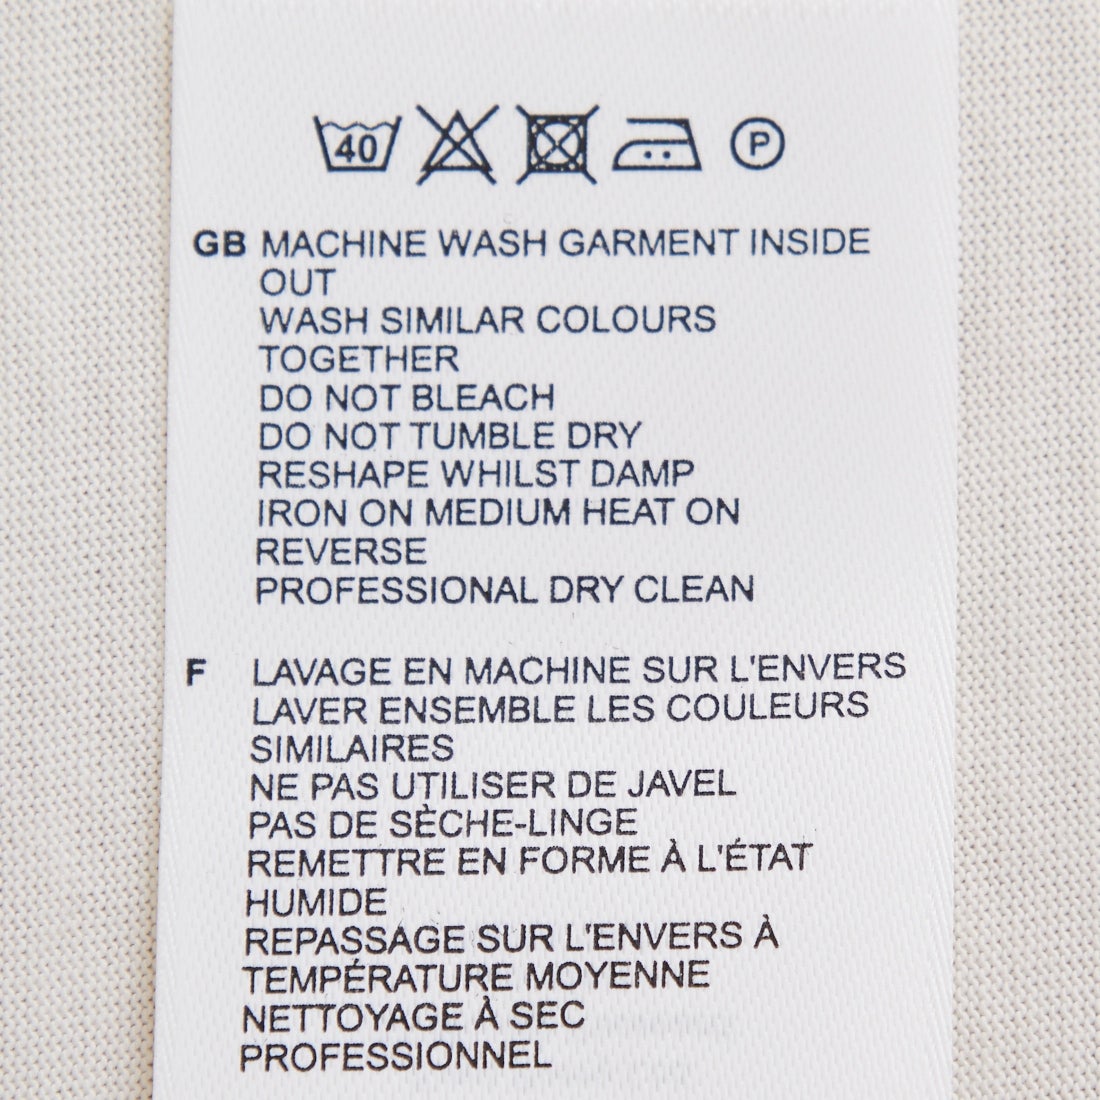 40 P
GB MACHINE WASH GARMENT INSIDE
OUT
WASH SIMILAR COLOURS
TOGETHER
DO NOT BLEACH
DO NOT TUMBLE DRY
RESHAPE WHILST DAMP
IRON ON MEDIUM HEAT ON
REVERSE
PROFESSIONAL DRY CLEAN
F LAVAGE EN MACHINE SUR L'ENVERS
LAVER ENSEMBLE LES COULEURS
SIMILAIRES
NE PAS UTILISER DE JAVEL
PAS DE SÈCHE-LINGE
REMETTRE EN FORME À L'ÉTAT
HUMIDE
REPASSAGE SUR L'ENVERS À
TEMPÉRATURE MOYENNE
NETTOYAGE À SEC
PROFESSIONNEL